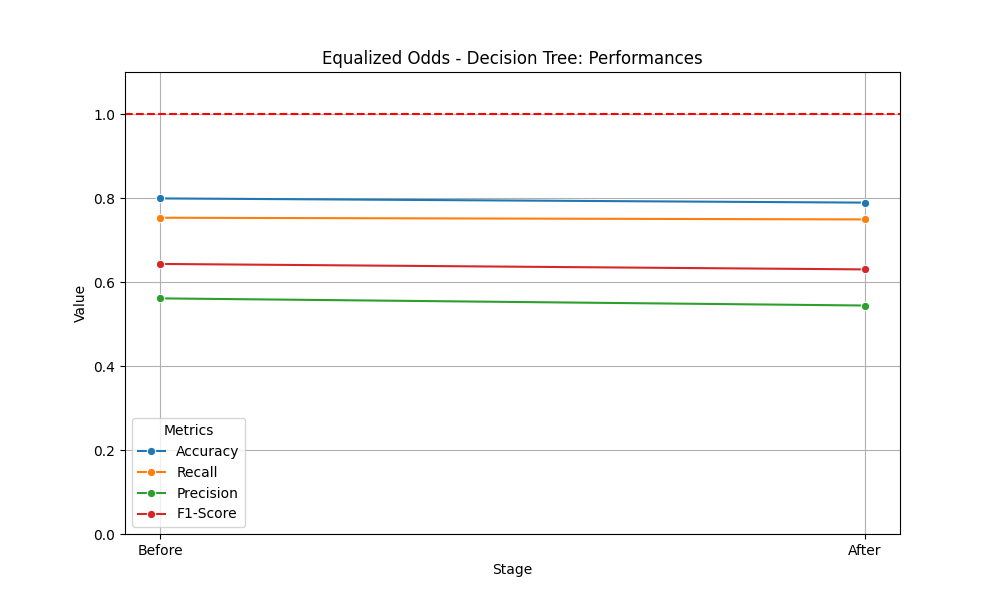 Equalized Odds - Decision Tree: Performances
1.0
0.8
0.6
0.4
0.2
0.0
Value
Metrics
Accuracy
Recall
Precision
F1-Score
Before
After
Stage